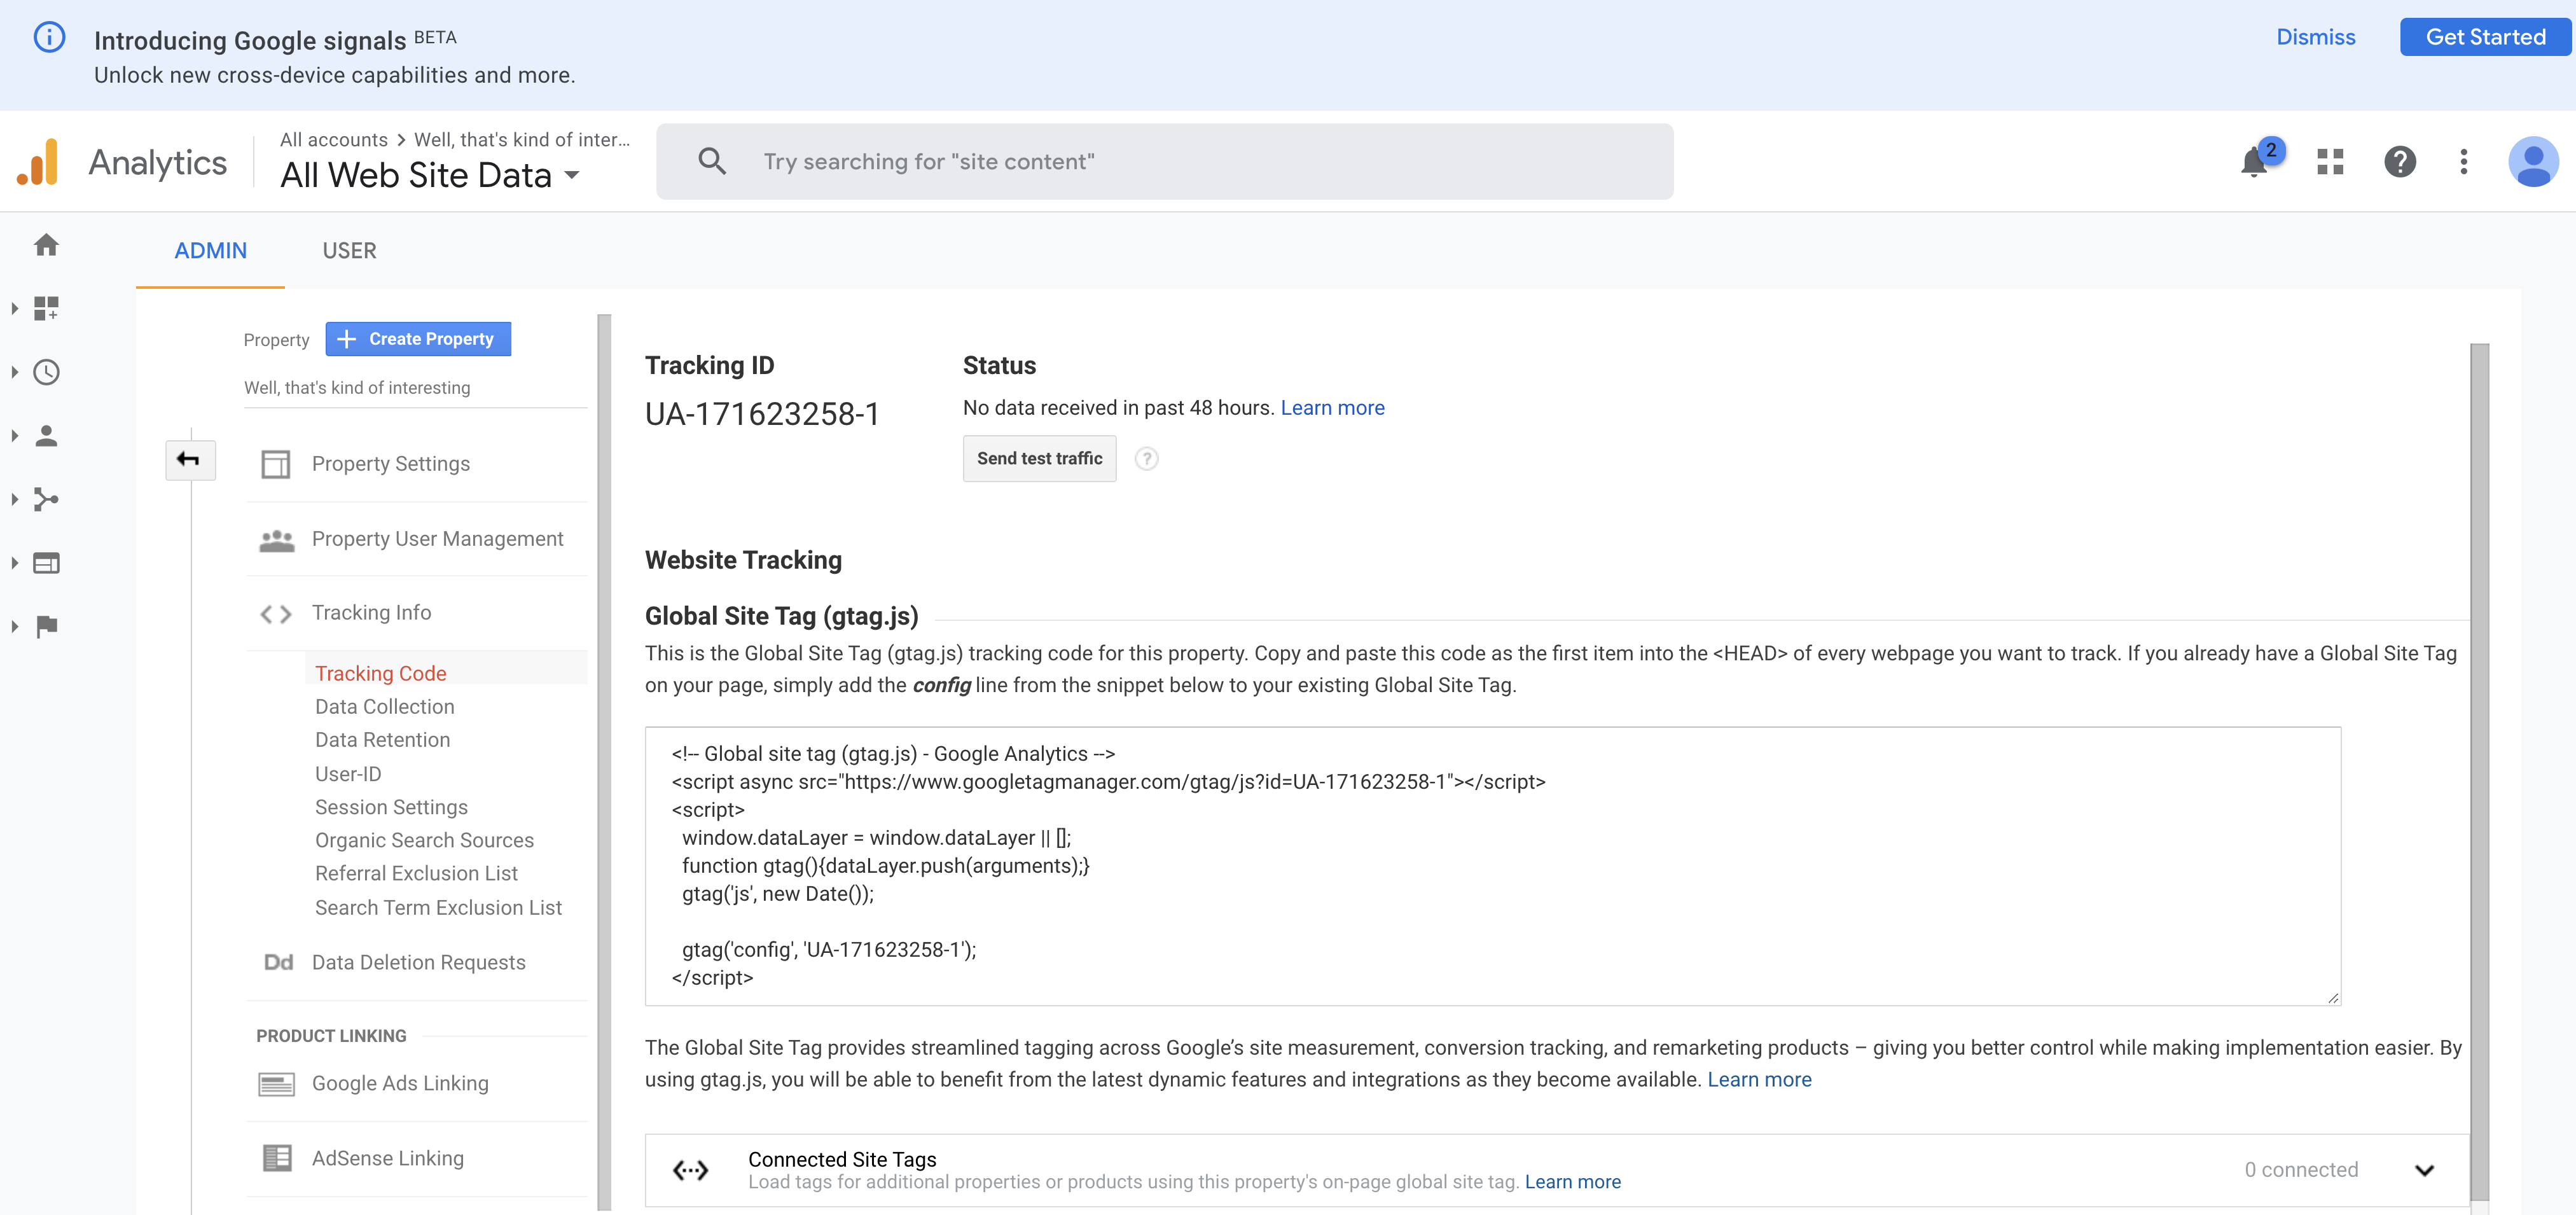 Introducing Google signals BETA
Unlock new cross-device capabilities and more.
Dismiss
Get Started
Analytics
All accounts > Well, that's kind of inter...
All Web Site Data
Try searching for "site content"
2
ADMIN
USER
Property
Create Property
Well, that's kind of interesting
Property Settings
Property User Management
Tracking Info
Tracking Code
Data Collection
Data Retention
User-ID
Session Settings
Organic Search Sources
Referral Exclusion List
Search Term Exclusion List
Dd Data Deletion Requests
PRODUCT LINKING
Google Ads Linking
AdSense Linking
Tracking ID
UA-171623258-1
Status
No data received in past 48 hours. Learn more
Send test traffic ?
Website Tracking
Global Site Tag (gtag.js)
This is the Global Site Tag (gtag.js) tracking code for this property. Copy and paste this code as the first item into the <HEAD> of every webpage you want to track. If you already have a Global Site Tag
on your page, simply add the config line from the snippet below to your existing Global Site Tag.
<!-- Global site tag (gtag.js) - Google Analytics -->
<script async src="https://www.googletagmanager.com/gtag/js?id=UA-171623258-1"></script>
<script>
window.dataLayer = window.dataLayer || [];
function gtag(){dataLayer.push(arguments);}
gtag('js', new Date());
gtag('config', 'UA-171623258-1');
</script>
The Global Site Tag provides streamlined tagging across Google’s site measurement, conversion tracking, and remarketing products – giving you better control while making implementation easier. By
using gtag.js, you will be able to benefit from the latest dynamic features and integrations as they become available. Learn more
Connected Site Tags
Load tags for additional properties or products using this property's on-page global site tag. Learn more
0 connected